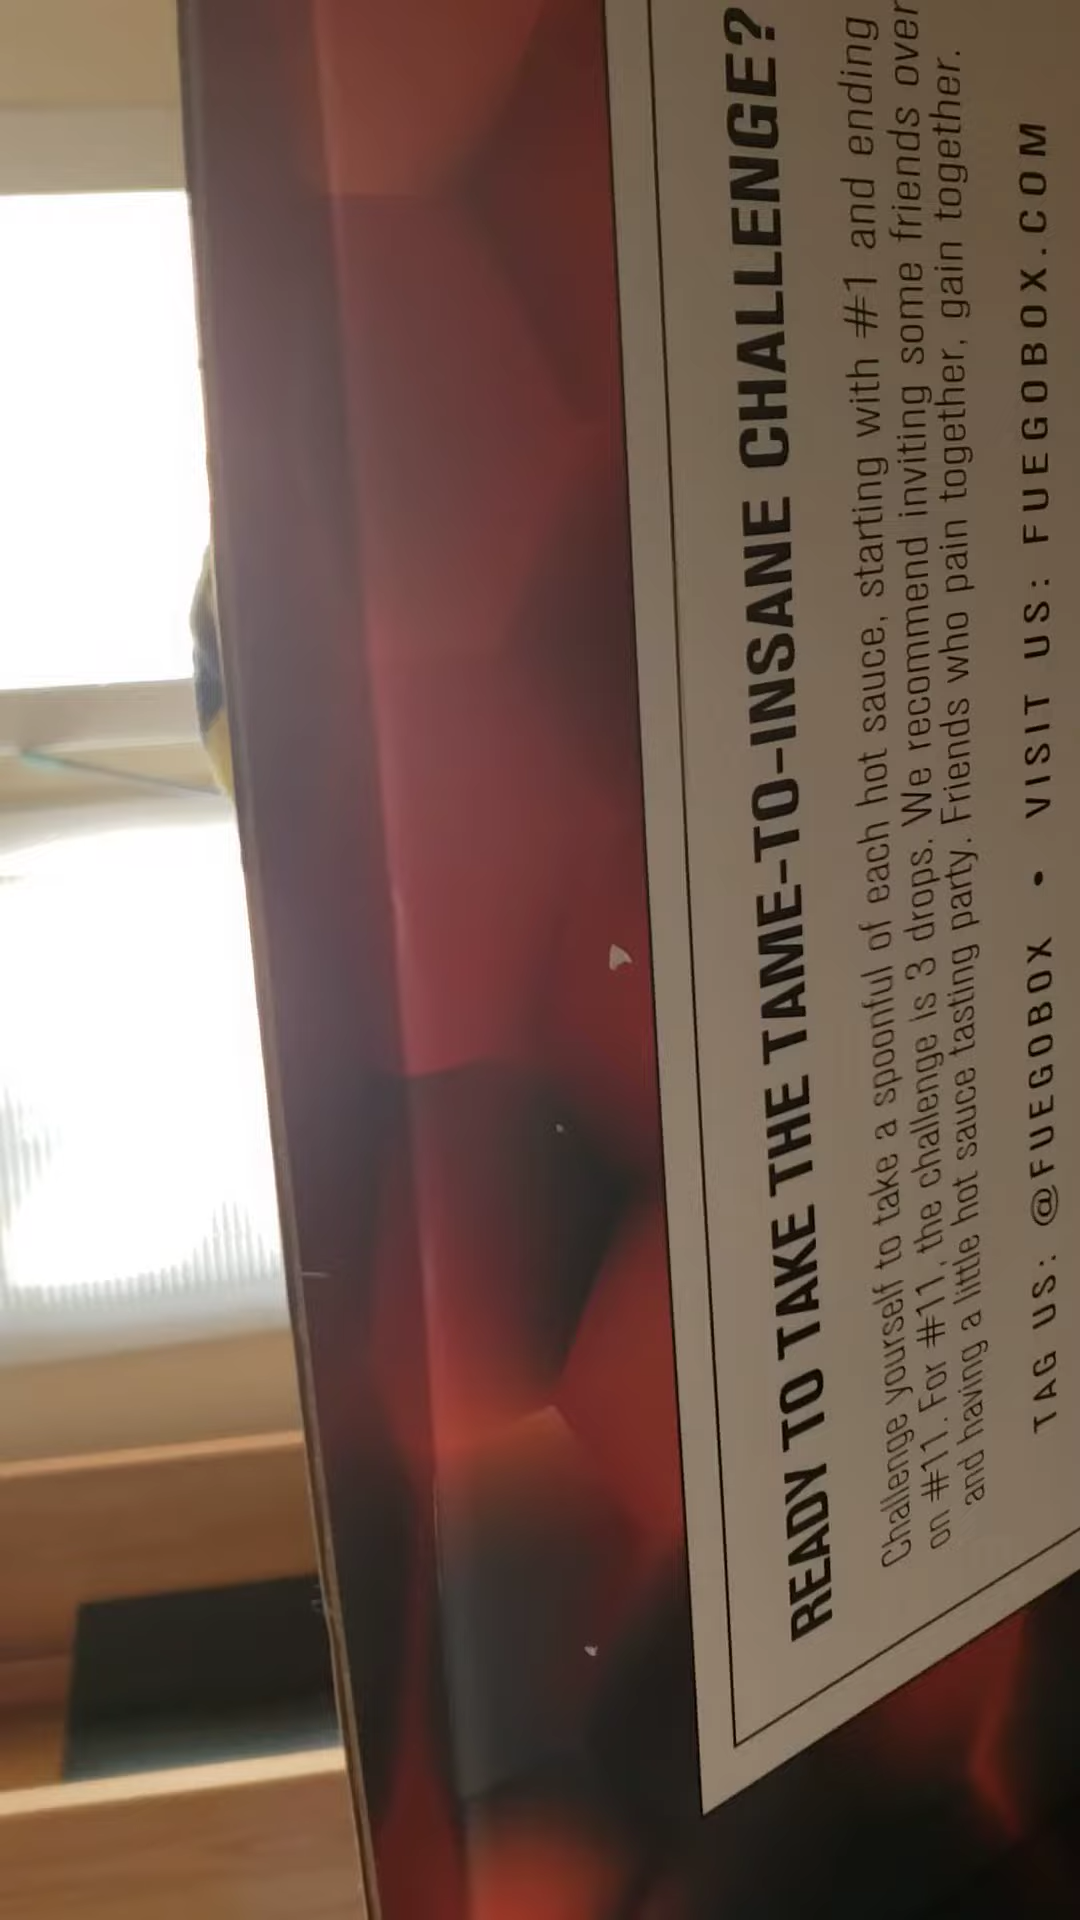 READY TO TAKE THE TAME-TO-INSANE CHALLENGE?
Challenge yourself to take a spoonful of each hot sauce, starting with #1 and ending
on #11. For #11, the challenge is 3 drops. We recommend inviting some friends over
and having a little hot sauce tasting party. Friends who pain together, gain together.
TAG US: @FUEGOBOX • VISIT US: FUEGOBOX.COM